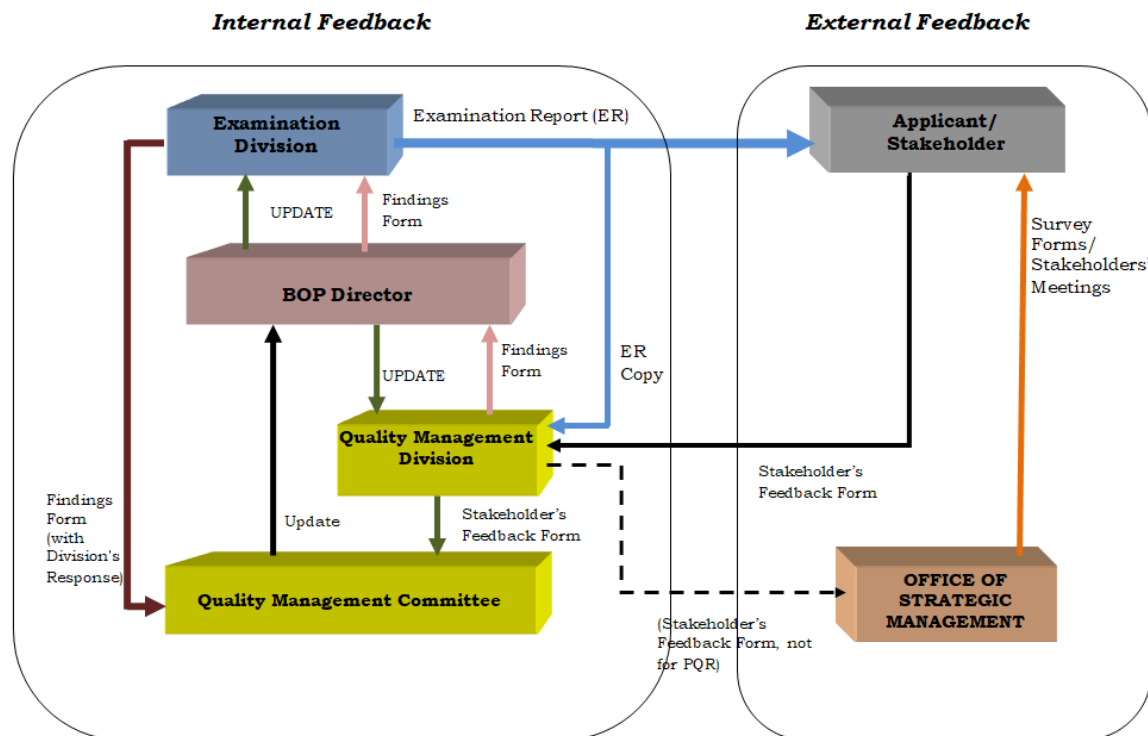 Internal Feedback
External Feedback
Examination
Division
Examination Report (ER)
Applicant/
Stakeholder
UPDATE
Findings
Form
BOP Director
Survey
Forms/
Stakeholders'
Meetings
UPDATE
Findings
Form
ER
Copy
Quality Management
Division
Stakeholder's
Feedback Form
Findings
Form
(with
Division's
Response)
Update
Stakeholder's
Feedback Form
Quality Management Committee
OFFICE OF
STRATEGIC
MANAGEMENT
(Stakeholder's
Feedback Form, not
for PQR)